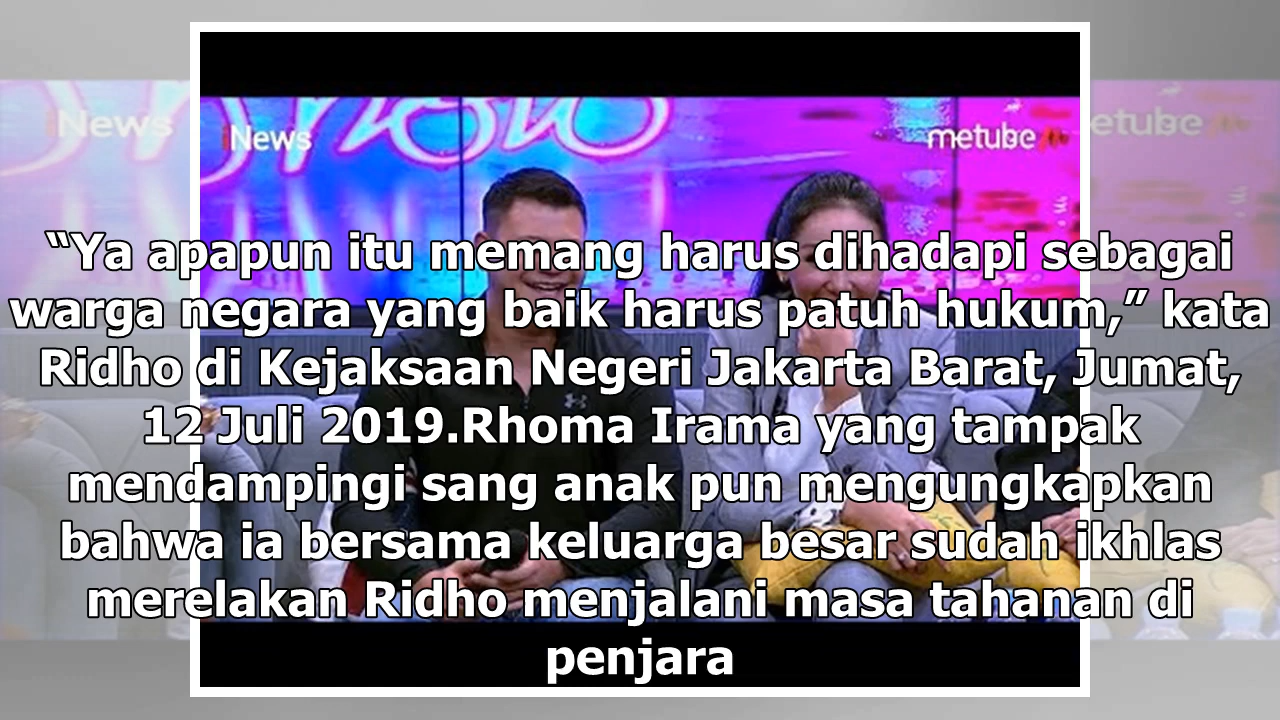 iNews
iNews
metube
etube
“Ya apapun itu memang harus dihadapi sebagai
warga negara yang baik harus patuh hukum,” kata
Ridho di Kejaksaan Negeri Jakarta Barat, Jumat,
12 Juli 2019.Rhoma Irama yang tampak
mendampingi sang anak pun mengungkapkan
bahwa ia bersama keluarga besar sudah ikhlas
merelakan Ridho menjalani masa tahanan di
penjara